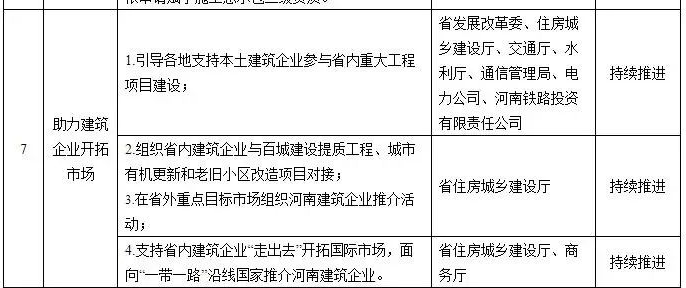 1.引导各地支持本土建筑企业参与省内重大工程
项目建设；
省发展改革委、住房城
乡建设厅、交通厅、水
利厅、通信管理局、电
力公司、河南铁路投资
有限责任公司
持续推进
7
助力建筑
企业开拓
市场
2.组织省内建筑企业与百城建设提质工程、城市
有机更新和老旧小区改造项目对接；
3.在省外重点目标市场组织河南建筑企业推介活
动；
省住房城乡建设厅
持续推进
4.支持省内建筑企业“走出去”开拓国际市场，面
向“一带一路”沿线国家推介河南建筑企业。
省住房城乡建设厅、商
务厅
持续推进